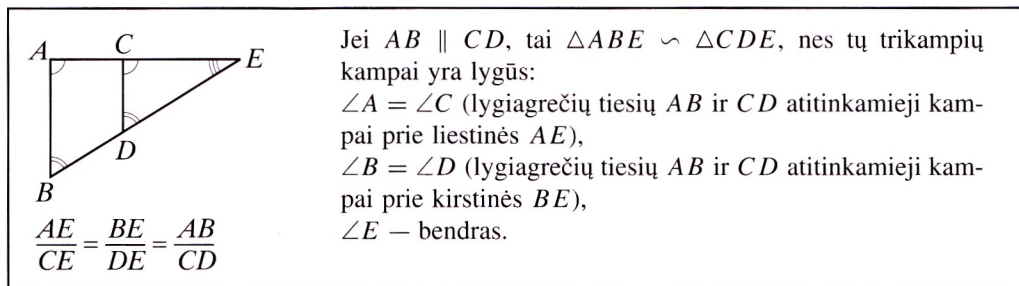 A C E
D
B
AE/CE = BE/DE = AB/CD
Jei AB ∥ CD, tai △ABE ∽ △CDE, nes tų trikampių
kampai yra lygūs:
∠A = ∠C (lygiagrečių tiesių AB ir CD atitinkamieji kam-
pai prie liestinės AE),
∠B = ∠D (lygiagrečių tiesių AB ir CD atitinkamieji kam-
pai prie kirstinės BE),
∠E — bendras.